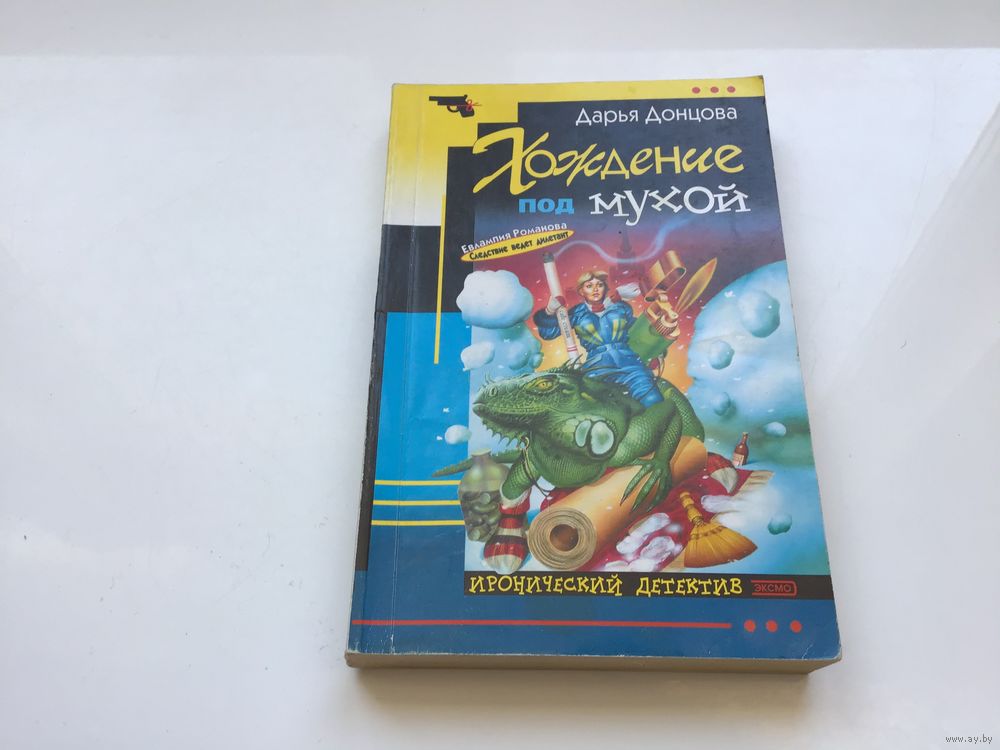 Дарья Донцова
Хождение
под мухой
Евлампия Романова
Следствие ведет дилетант
ИРОНИЧЕСКИЙ ДЕТЕКТИВ
ЭКСМО
www.ay.by